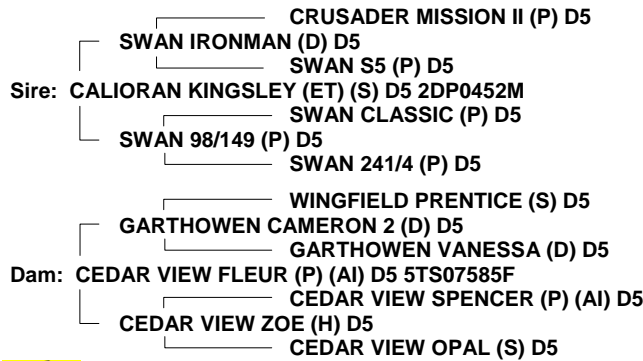 CRUSADER MISSION II (P) D5
SWAN IRONMAN (D) D5
SWAN S5 (P) D5
Sire: CALIORAN KINGSLEY (ET) (S) D5 2DP0452M
SWAN CLASSIC (P) D5
SWAN 98/149 (P) D5
SWAN 241/4 (P) D5
WINGFIELD PRENTICE (S) D5
GARTHOWEN CAMERON 2 (D) D5
GARTHOWEN VANESSA (D) D5
Dam: CEDAR VIEW FLEUR (P) (AI) D5 5TS07585F
CEDAR VIEW SPENCER (P) (AI) D5
CEDAR VIEW ZOE (H) D5
CEDAR VIEW OPAL (S) D5